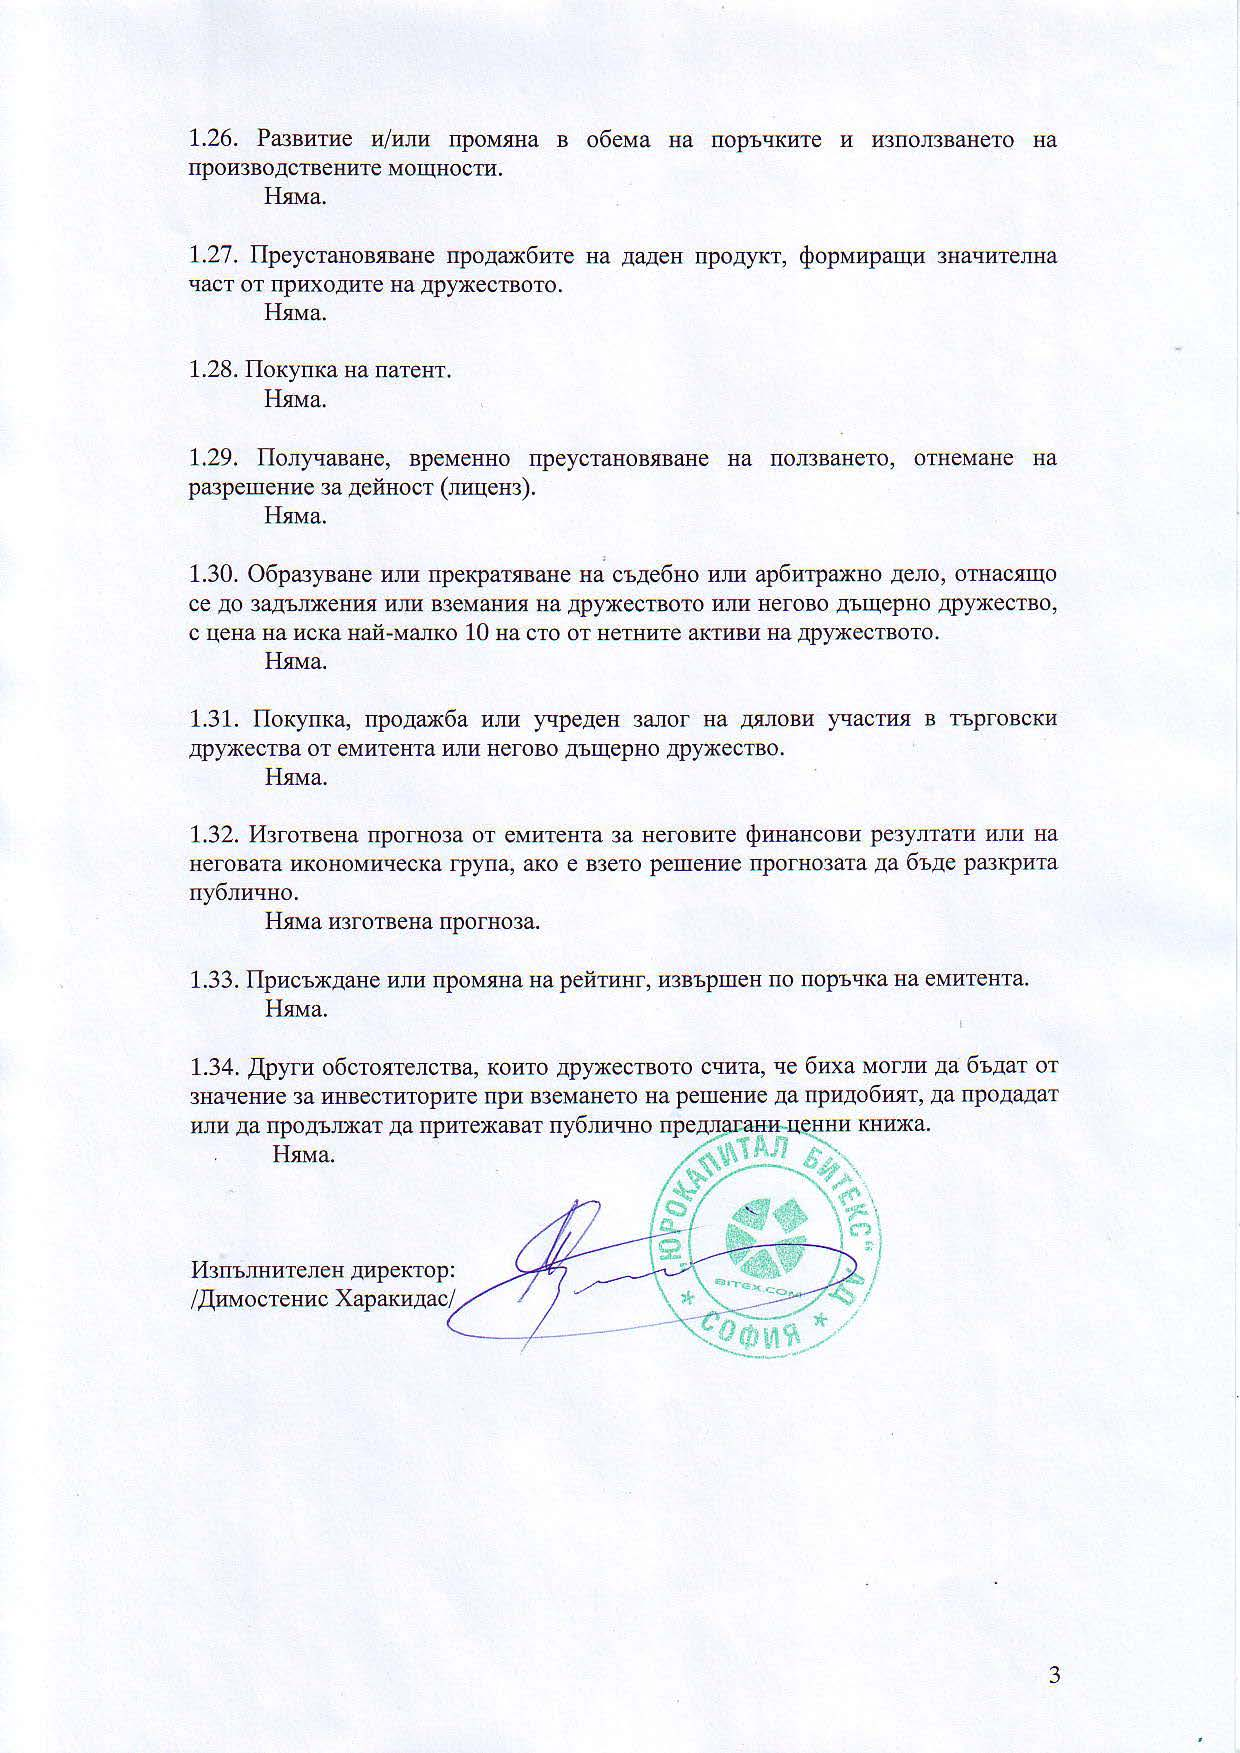 1.26. Развитие и/или промяна в обема на поръчките и използването на
производствените мощности.
Няма.
1.27. Преустановяване продажбите на даден продукт, формиращи значителна
част от приходите на дружеството.
Няма.
1.28. Покупка на патент.
Няма.
1.29. Получаване, временно преустановяване на ползването, отнемане на
разрешение за дейност (лиценз).
Няма.
1.30. Образуване или прекратяване на съдебно или арбитражно дело, отнасящо
се до задължения или вземания на дружеството или негово дъщерно дружество,
с цена на иска най-малко 10 на сто от нетните активи на дружеството.
Няма.
1.31. Покупка, продажба или учреден залог на дялови участия в търговски
дружества от емитента или негово дъщерно дружество.
Няма.
1.32. Изготвена прогноза от емитента за неговите финансови резултати или на
неговата икономическа група, ако е взето решение прогнозата да бъде разкрита
публично.
Няма изготвена прогноза.
1.33. Присъждане или промяна на рейтинг, извършен по поръчка на емитента.
Няма.
1.34. Други обстоятелства, които дружеството счита, че биха могли да бъдат от
значение за инвеститорите при вземането на решение да придобият, да продадат
или да продължат да притежават публично предлагани ценни книжа.
Няма.
Изпълнителен директор:
/Димостенис Харакидас/
„ЮРОКАПИТАЛ БИТЕКС“ АД
BITEX.COM
* СОФИЯ *
3